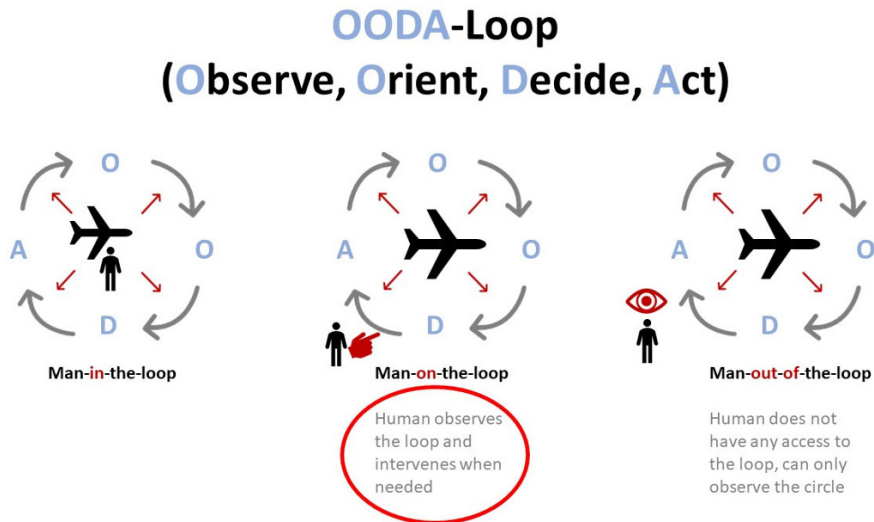 OODA-Loop
(Observe, Orient, Decide, Act)
O
A
O
D
Man-in-the-loop
O
A
O
D
Man-on-the-loop
Human observes
the loop and
intervenes when
needed
O
A
O
D
Man-out-of-the-loop
Human does not
have any access to
the loop, can only
observe the circle